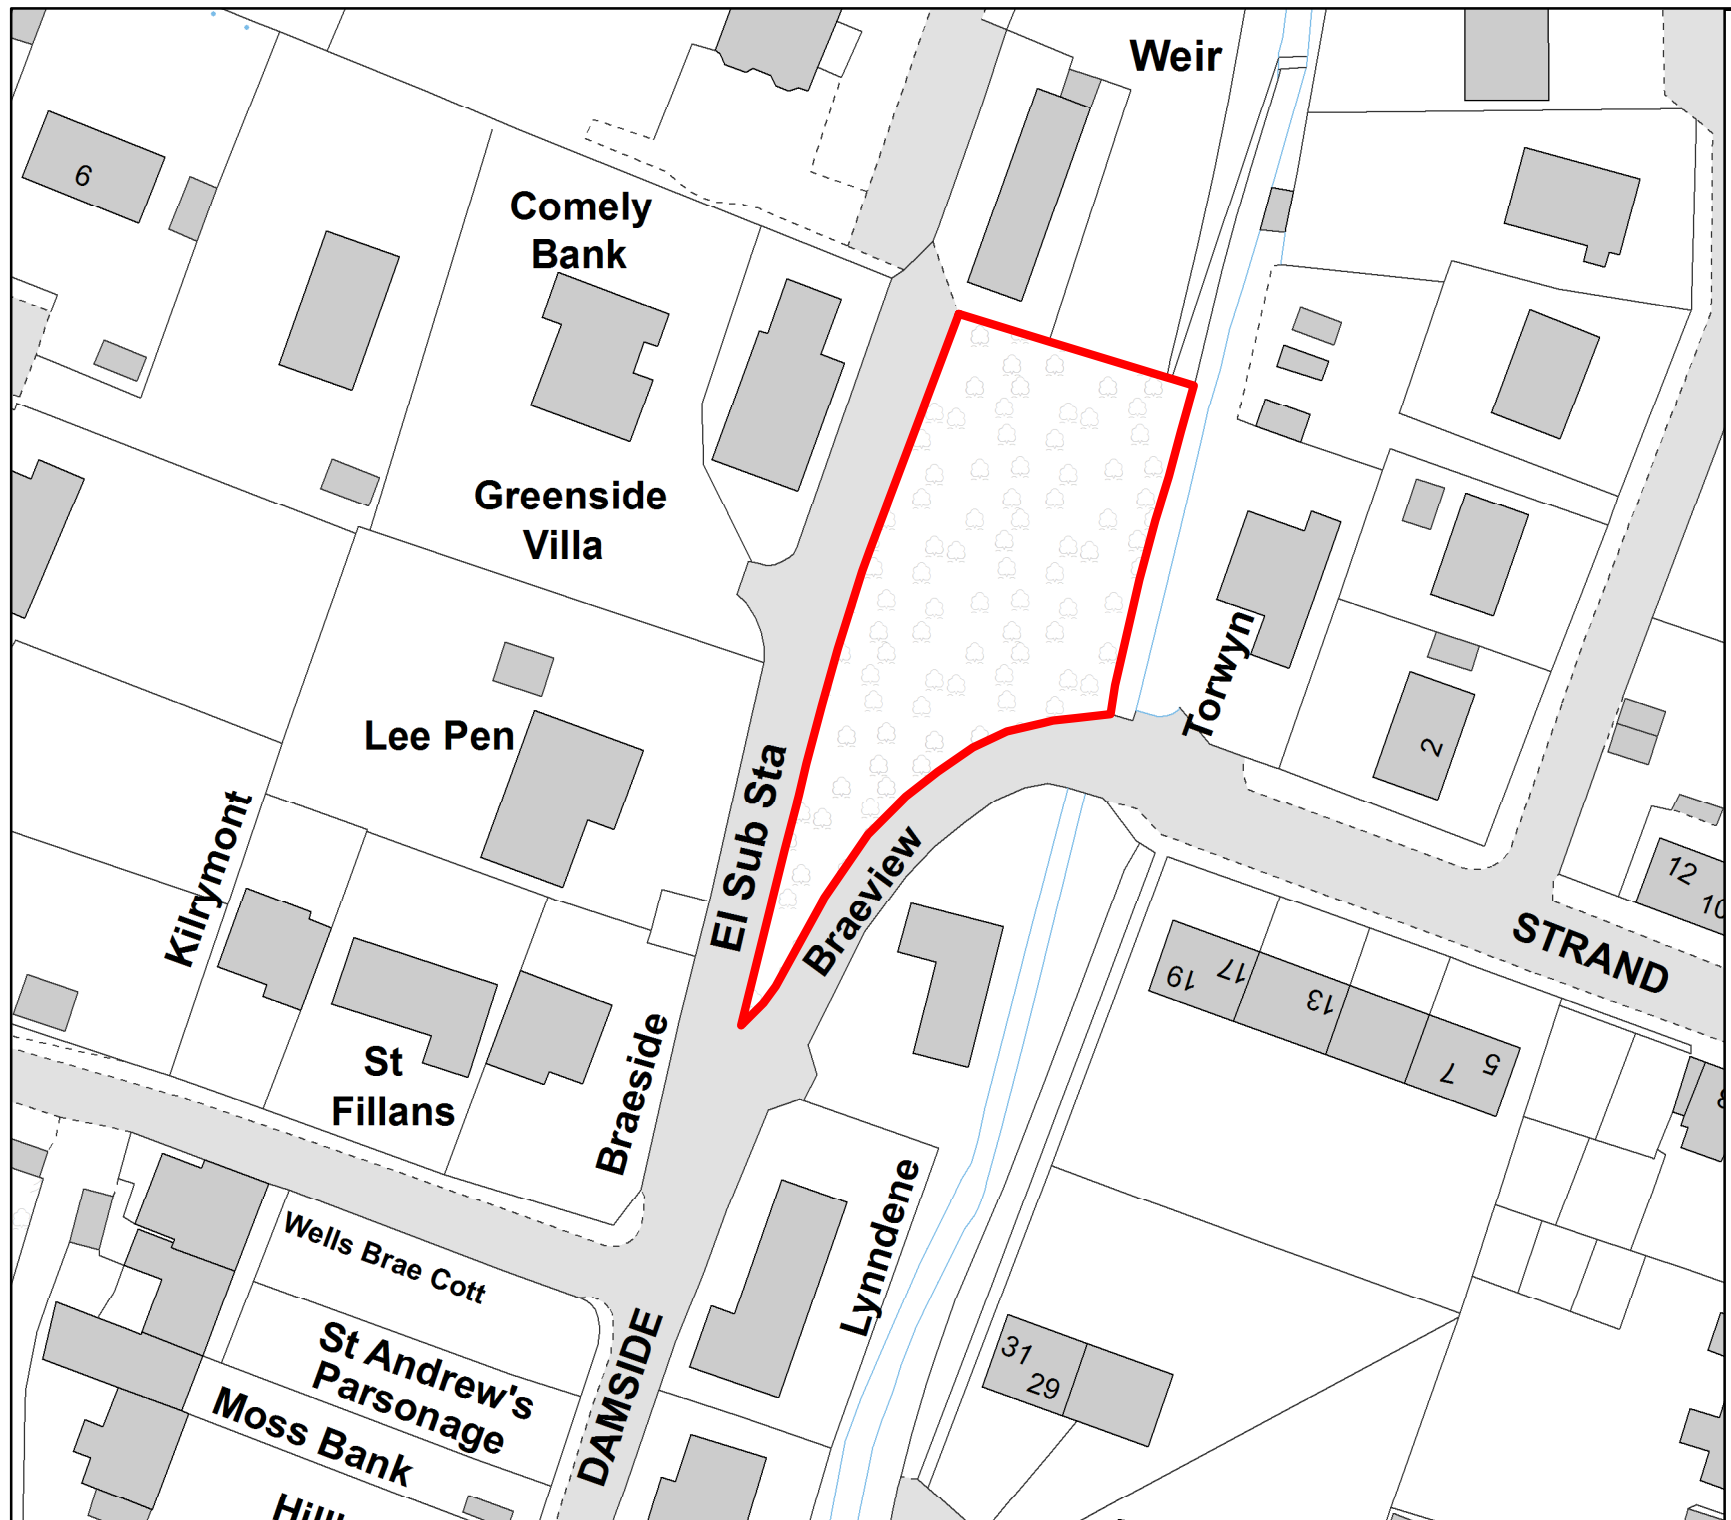 Weir
6
Comely
Bank
Greenside
Villa
Torwyn
Lee Pen
2
El Sub Sta
Kilrymont
Braeview
12
10
STRAND
19
17
13
7
5
St
Fillans
Braeside
Lynndene
Wells Brae Cott
St Andrew's
Parsonage
Moss Bank
DAMSIDE
31
29